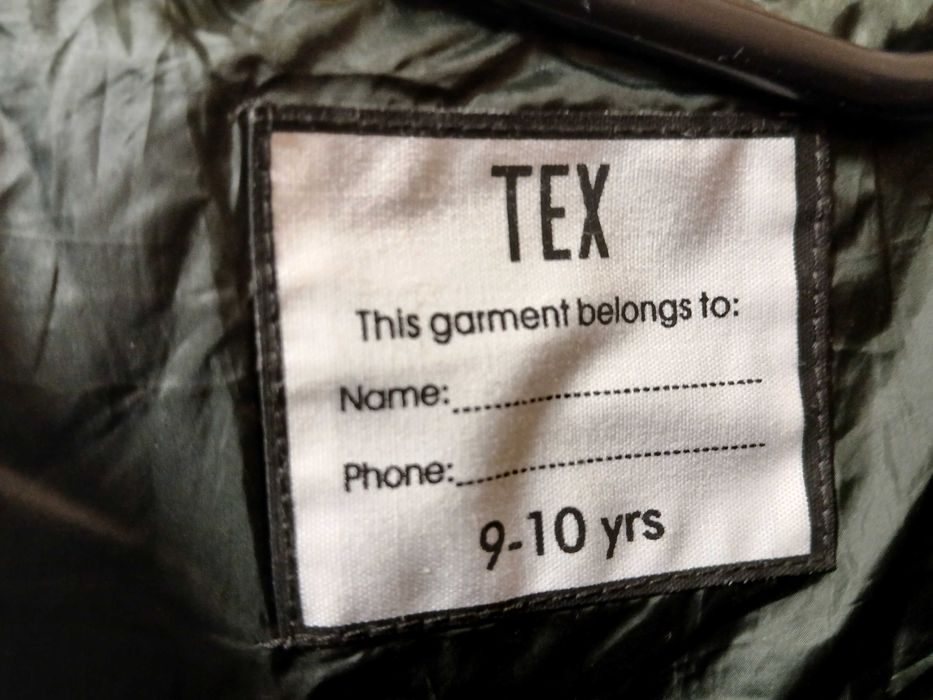 TEX
This garment belongs to:
Name:........................................
Phone:........................................
9-10 yrs